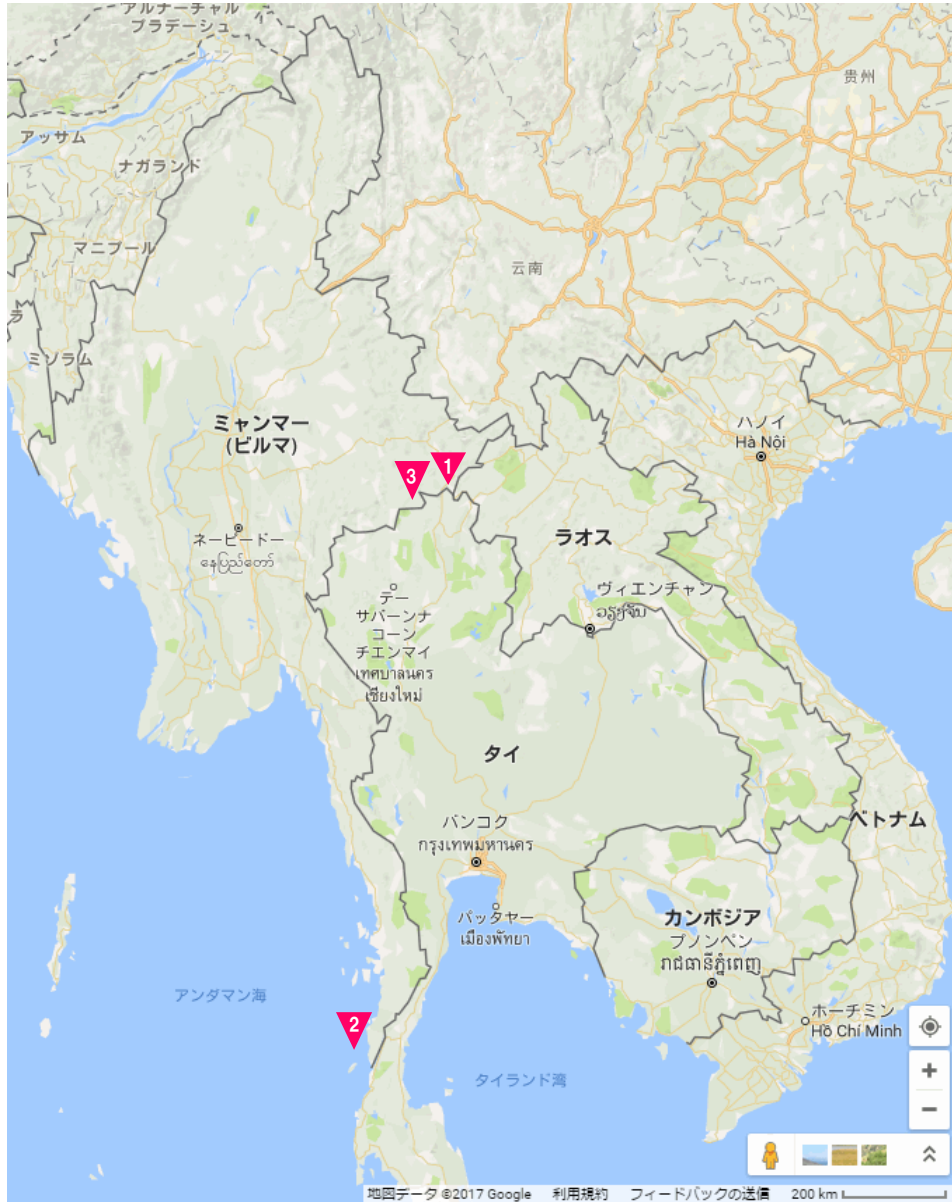 アルナーチャル
プラデーシュ
贵州
アッサム
ナガランド
マニプール
云南
ラ
ミゾラム
ミャンマー
(ビルマ)
ハノイ
Hà Nội
1
3
ネーピードー
နေပြည်တော်
ラオス
ヴィエンチャン
ວຽງຈັນ
テー
サバーンナ
コーン
チエンマイ
เทศบาลนคร
เชียงใหม่
タイ
バンコク
กรุงเทพมหานคร
ベトナム
パッタヤー
เมืองพัทยา
カンボジア
プノンペン
រាជធានីភ្នំពេញ
アンダマン海
2
ホーチミン
Hồ Chí Minh
タイランド湾
地図データ ©2017 Google 利用規約 フィードバックの送信 200 km